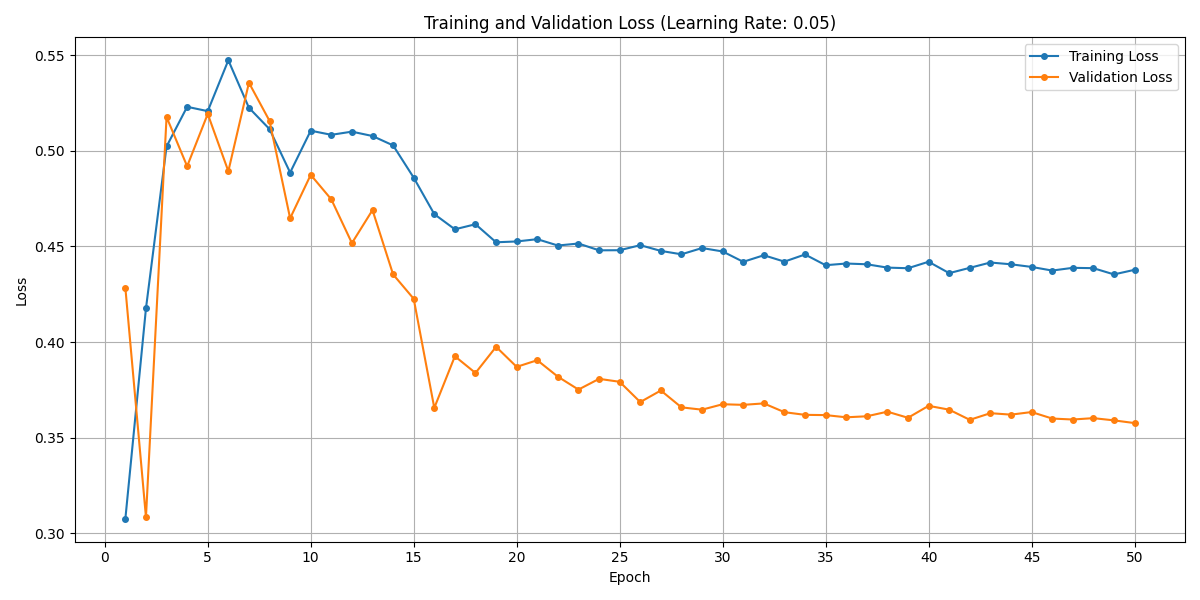 Training and Validation Loss (Learning Rate: 0.05)
Training Loss
Validation Loss
0.55
0.50
0.45
0.40
0.35
0.30
Loss
0 5 10 15 20 25 30 35 40 45 50
Epoch